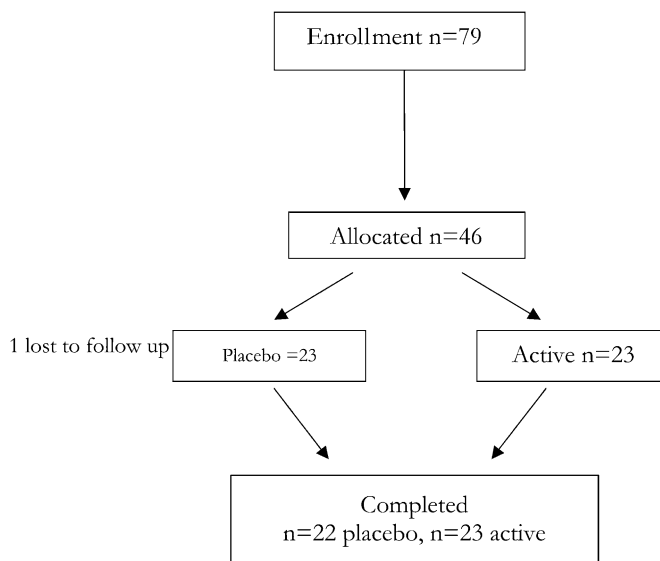 Enrollment n=79
Allocated n=46
1 lost to follow up
Placebo =23
Active n=23
Completed
n=22 placebo, n=23 active